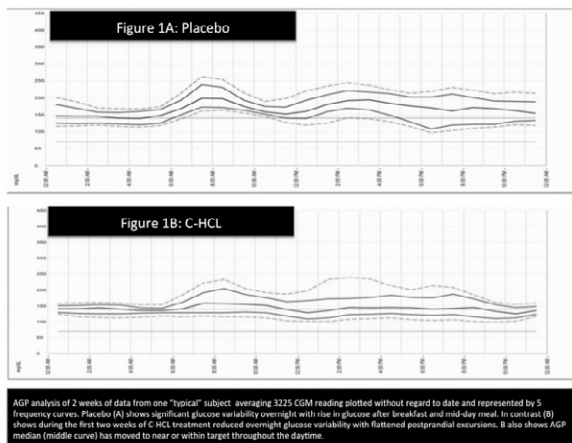 Figure 1A: Placebo
450
400
350
300
250
200
150
100
50
mg/dL
12:00 AM
2:00 AM
4:00 AM
6:00 AM
8:00 AM
10:00 AM
12:00 PM
2:00 PM
4:00 PM
6:00 PM
8:00 PM
10:00 PM
12:00 AM
Figure 1B: C-HCL
450
400
350
300
250
200
150
100
50
mg/dL
12:00 AM
2:00 AM
4:00 AM
6:00 AM
8:00 AM
10:00 AM
12:00 PM
2:00 PM
4:00 PM
6:00 PM
8:00 PM
10:00 PM
12:00 AM
AGP analysis of 2 weeks of data from one "typical" subject averaging 3225 CGM reading plotted without regard to date and represented by 5
frequency curves. Placebo (A) shows significant glucose variability overnight with rise in glucose after breakfast and mid-day meal. In contrast (B)
shows during the first two weeks of C-HCL treatment reduced overnight glucose variability with flattened postprandial excursions. B also shows AGP
median (middle curve) has moved to near or within target throughout the daytime.